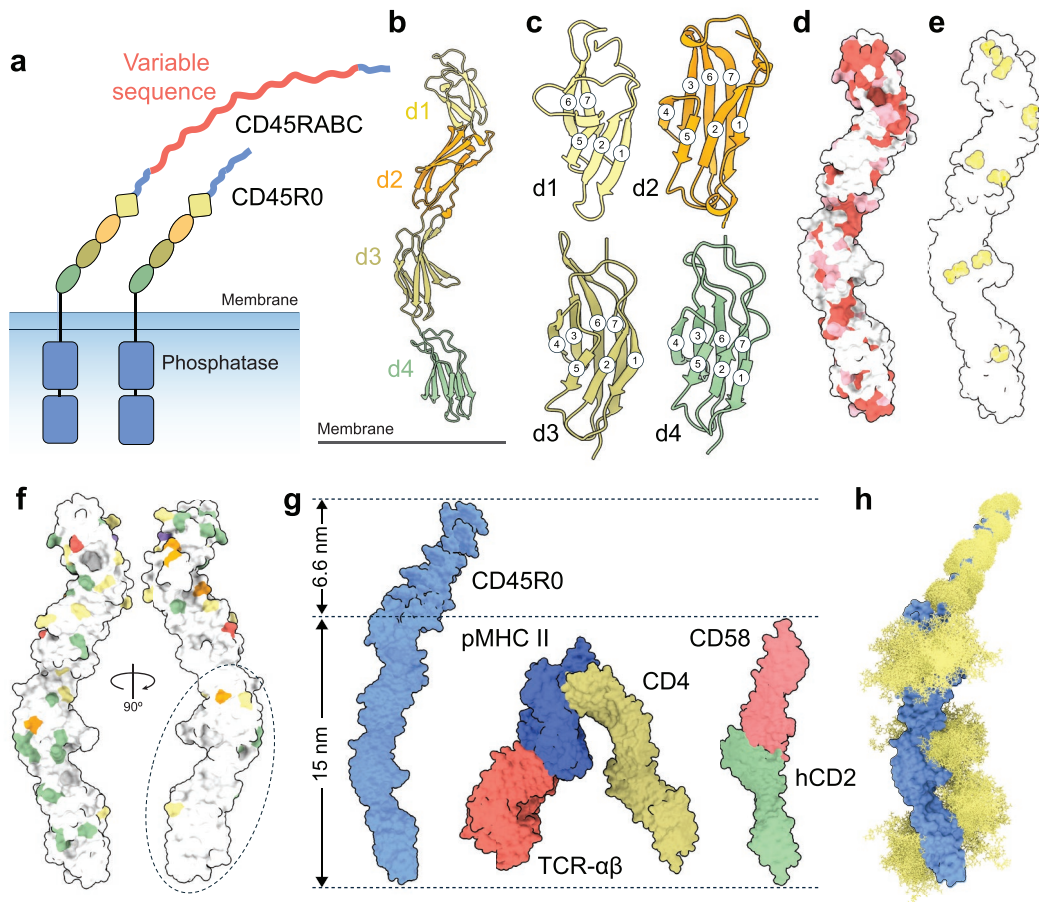 a
Variable
sequence
CD45RABC
CD45R0
Membrane
Phosphatase
b
d1
d2
d3
d4
Membrane
c
6
7
5
2
1
d1
3
6
7
4
5
2
1
d2
6
7
3
4
5
2
1
d3
6
7
3
4
5
2
1
d4
d
e
f
90º
g
6.6 nm
15 nm
CD45R0
pMHC II
TCR-αβ
CD4
CD58
hCD2
h